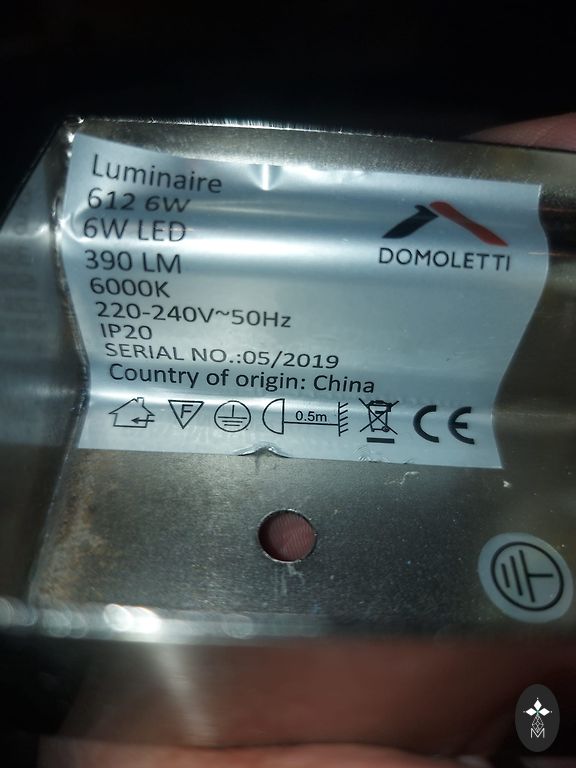 Luminaire
612 6W
6W LED
390 LM
6000K
220-240V~50Hz
IP20
SERIAL NO.:05/2019
Country of origin: China
DOMOLETTI
F
0.5m
CE
M